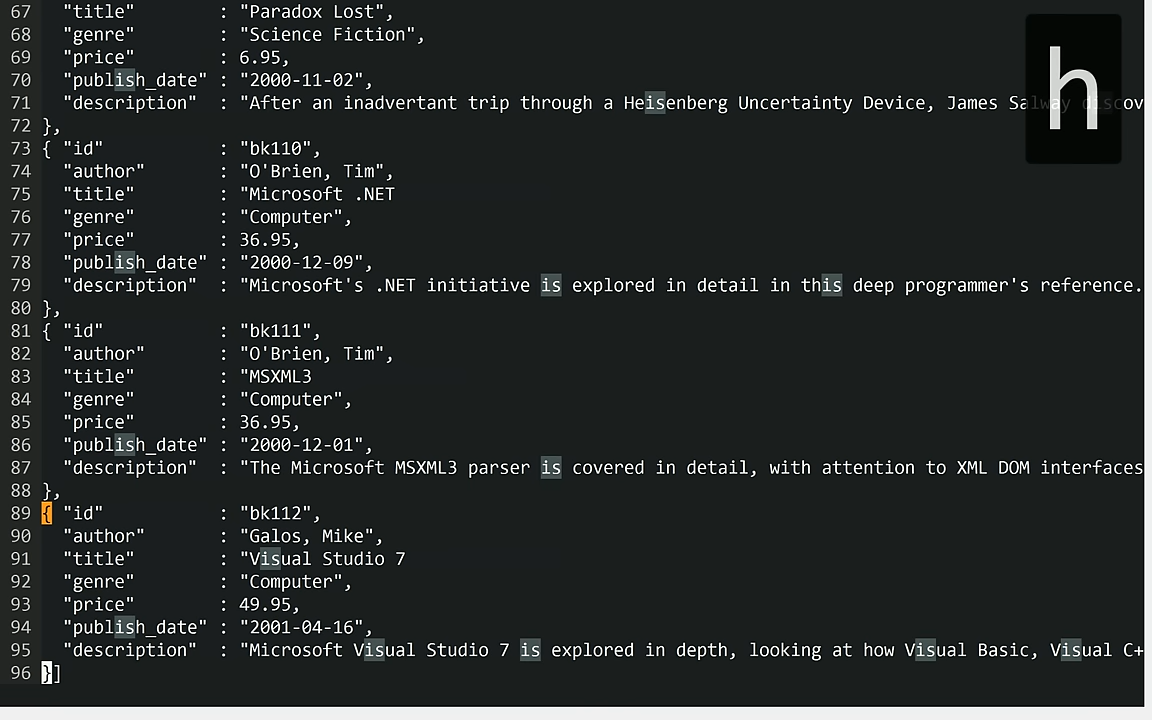 67   "title"         : "Paradox Lost",
68   "genre"         : "Science Fiction",
69   "price"         : 6.95,
70   "publish_date" : "2000-11-02",
71   "description"  : "After an inadvertant trip through a Heisenberg Uncertainty Device, James Salway discov
h
72 },
73 { "id"            : "bk110",
74   "author"        : "O'Brien, Tim",
75   "title"         : "Microsoft .NET
76   "genre"         : "Computer",
77   "price"         : 36.95,
78   "publish_date" : "2000-12-09",
79   "description"  : "Microsoft's .NET initiative is explored in detail in this deep programmer's reference.
80 },
81 { "id"            : "bk111",
82   "author"        : "O'Brien, Tim",
83   "title"         : "MSXML3
84   "genre"         : "Computer",
85   "price"         : 36.95,
86   "publish_date" : "2000-12-01",
87   "description"  : "The Microsoft MSXML3 parser is covered in detail, with attention to XML DOM interfaces
88 },
89 { "id"            : "bk112",
90   "author"        : "Galos, Mike",
91   "title"         : "Visual Studio 7
92   "genre"         : "Computer",
93   "price"         : 49.95,
94   "publish_date" : "2001-04-16",
95   "description"  : "Microsoft Visual Studio 7 is explored in depth, looking at how Visual Basic, Visual C+
96 }]